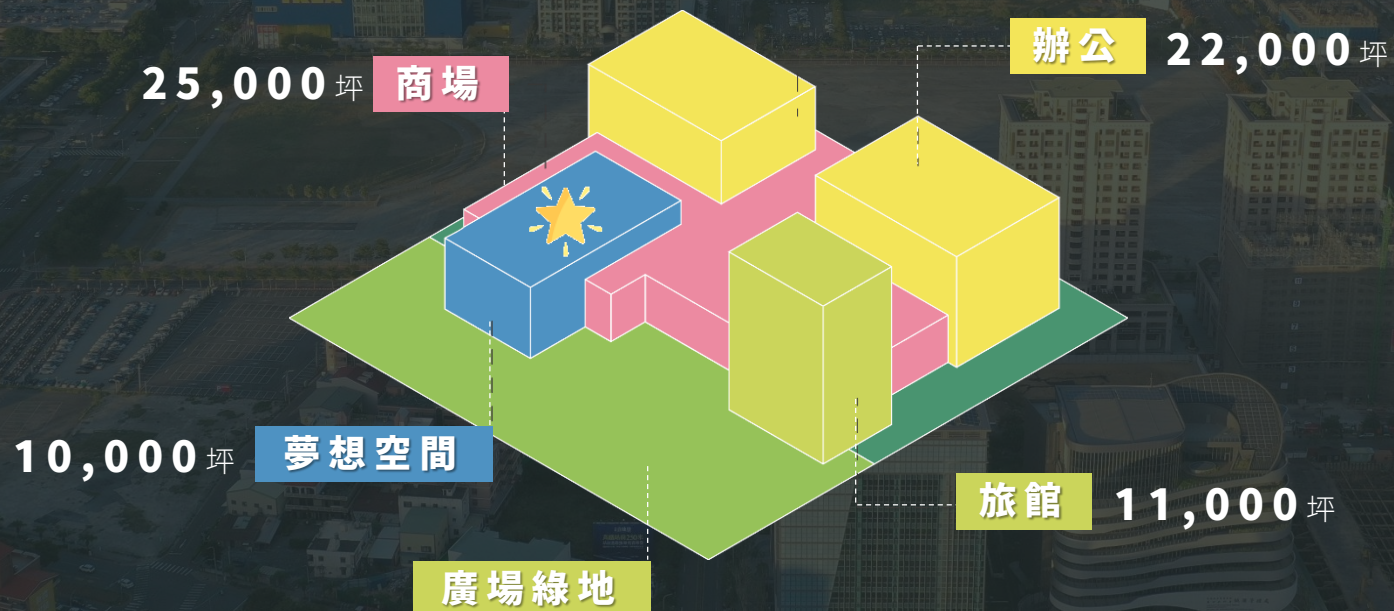 辦公 22,000坪
25,000坪 商場
10,000坪 夢想空間
旅館 11,000坪
廣場綠地